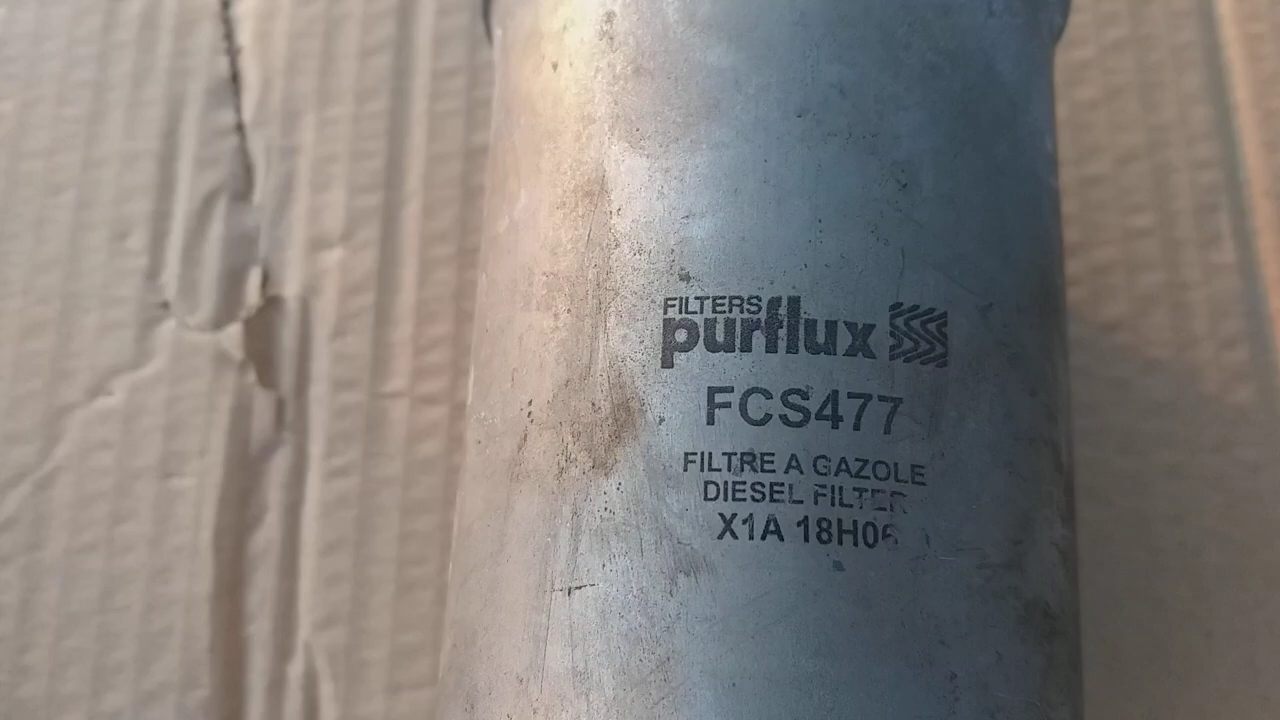 FILTERS
purflux
FCS477
FILTRE A GAZOLE
DIESEL FILTER
X1A 18H06